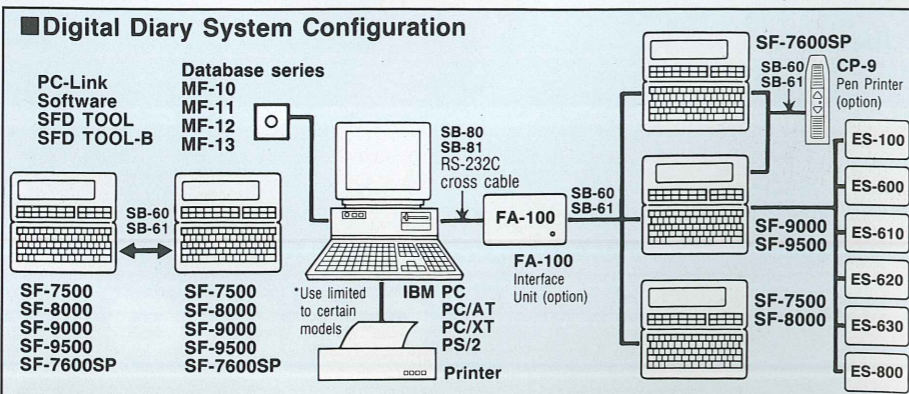 ■Digital Diary System Configuration
PC-Link
Software
SFD TOOL
SFD TOOL-B
Database series
MF-10
MF-11
MF-12
MF-13
SB-60
SB-61
SF-7500
SF-8000
SF-9000
SF-9500
SF-7600SP
SF-7500
SF-8000
SF-9000
SF-9500
SF-7600SP
*Use limited
to certain
models
IBM PC
PC/AT
PC/XT
PS/2
Printer
SB-80
SB-81
RS-232C
cross cable
FA-100
FA-100
Interface
Unit (option)
SB-60
SB-61
SF-7600SP
SB-60
SB-61
CP-9
Pen Printer
(option)
SF-9000
SF-9500
SF-7500
SF-8000
ES-100
ES-600
ES-610
ES-620
ES-630
ES-800